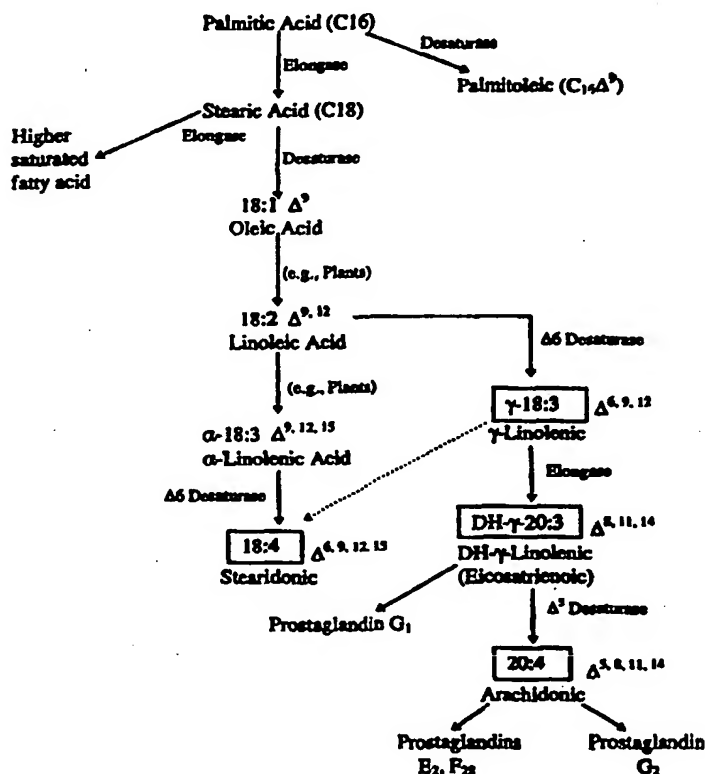 Palmitic Acid (C16)
Desaturase
Elongase
Palmitoleic (C₁₆Δ⁹)
Stearic Acid (C18)
Higher
saturated
fatty acid
Elongase
Desaturase
18:1 Δ⁹
Oleic Acid
(e.g., Plants)
18:2 Δ⁹, ¹²
Linoleic Acid
Δ6 Desaturase
(e.g., Plants)
γ-18:3 Δ⁶, ⁹, ¹²
γ-Linolenic
α-18:3 Δ⁹, ¹², ¹⁵
α-Linolenic Acid
Elongase
Δ6 Desaturase
DH-γ-20:3 Δ⁸, ¹¹, ¹⁴
DH-γ-Linolenic
(Eicosatrienoic)
18:4 Δ⁶, ⁹, ¹², ¹⁵
Stearidonic
Δ⁵ Desaturase
Prostaglandin G₁
20:4 Δ⁵, ⁸, ¹¹, ¹⁴
Arachidonic
Prostaglandins
E₂,
Prostaglandin
G₂